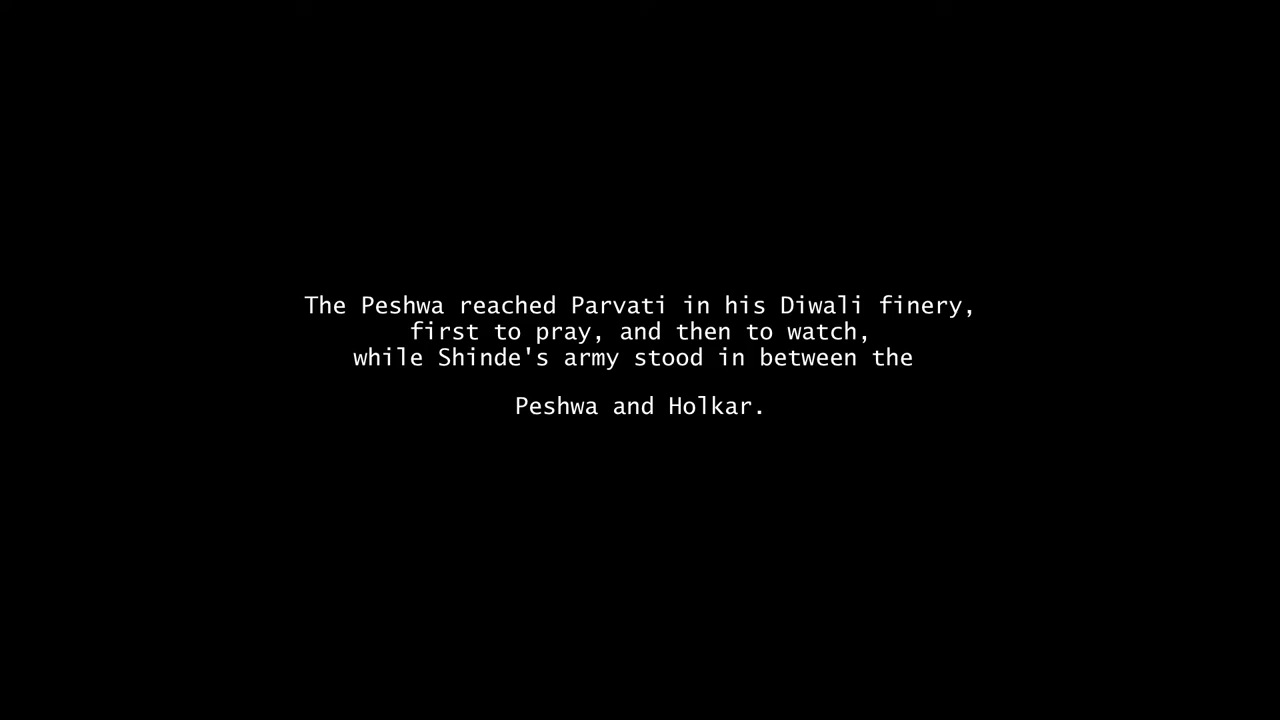 The Peshwa reached Parvati in his Diwali finery,
first to pray, and then to watch,
while Shinde's army stood in between the
Peshwa and Holkar.